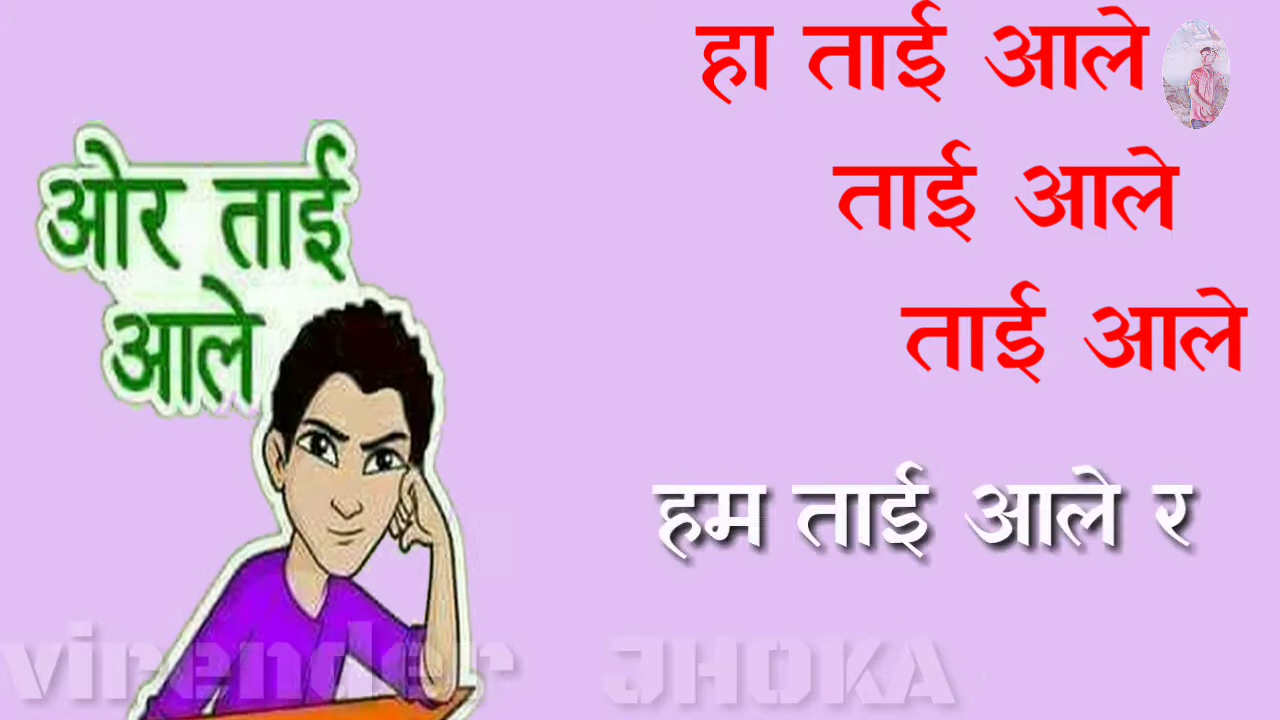 ओर ताई
आले
हा ताई आले
ताई आले
ताई आले
हम ताई आले र
virender JHOKA